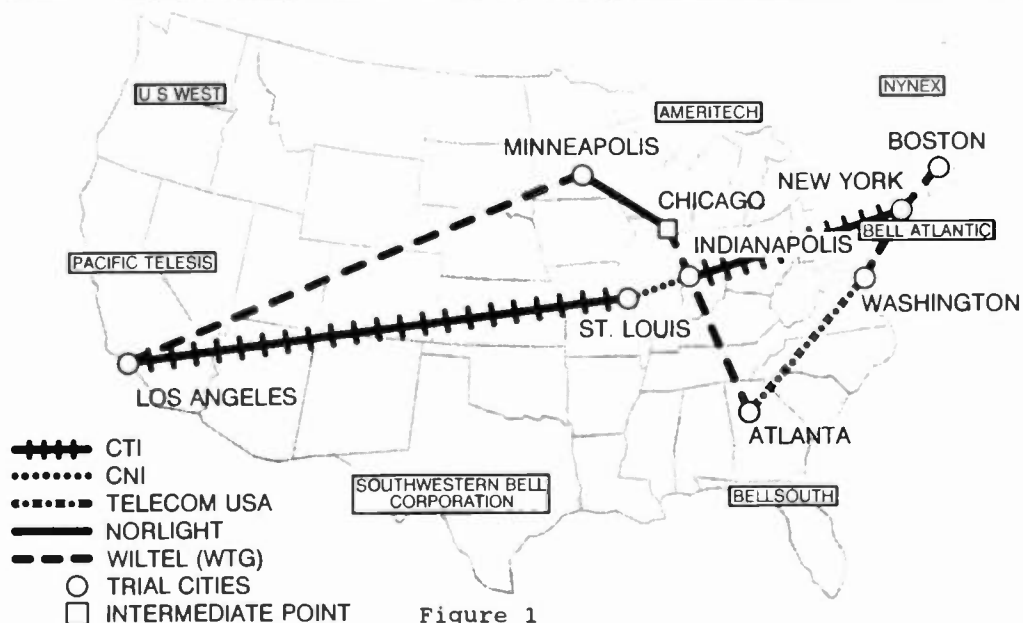 U S WEST
NYNEX
AMERITECH
BOSTON
MINNEAPOLIS
NEW YORK
CHICAGO
BELL ATLANTIC
INDIANAPOLIS
PACIFIC TELESIS
WASHINGTON
ST. LOUIS
LOS ANGELES
ATLANTA
CTI
CNI
SOUTHWESTERN BELL
CORPORATION
BELLSOUTH
TELECOM USA
NORLIGHT
WILTEL (WTG)
TRIAL CITIES
INTERMEDIATE POINT
Figure 1